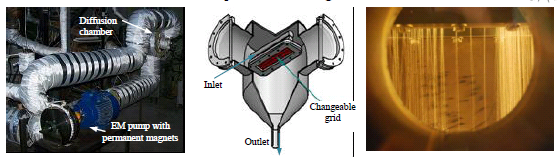 Diffusion
chamber
EM pump with
permanent magnets
Inlet
Changeable
grid
Outlet